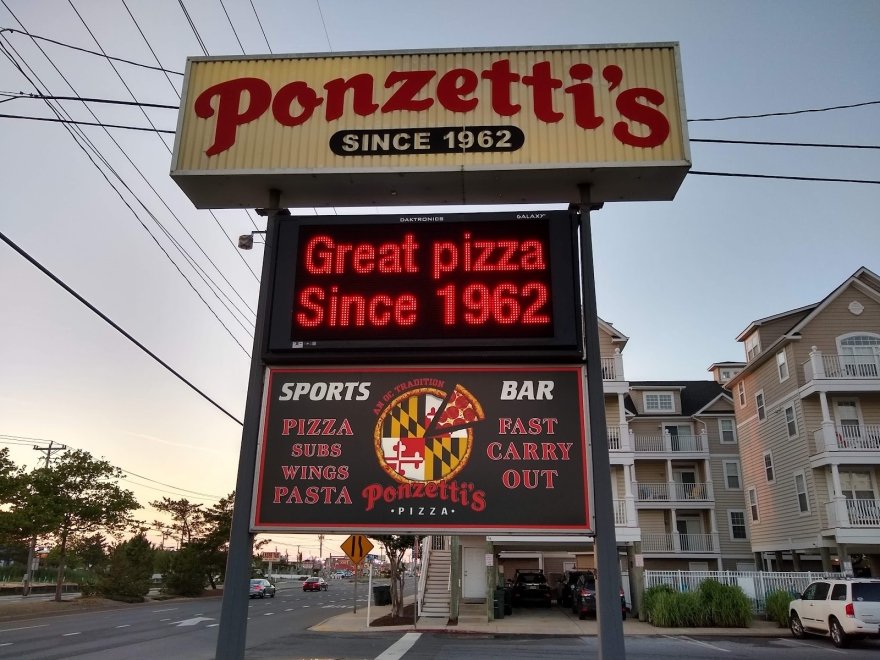 Ponzetti's
SINCE 1962
DAKTRONICS GALAXY
Great pizza
Since 1962
SPORTS BAR
AN OC TRADITION
PIZZA
SUBS
WINGS
PASTA
FAST
CARRY
OUT
Ponzetti's
• PIZZA •